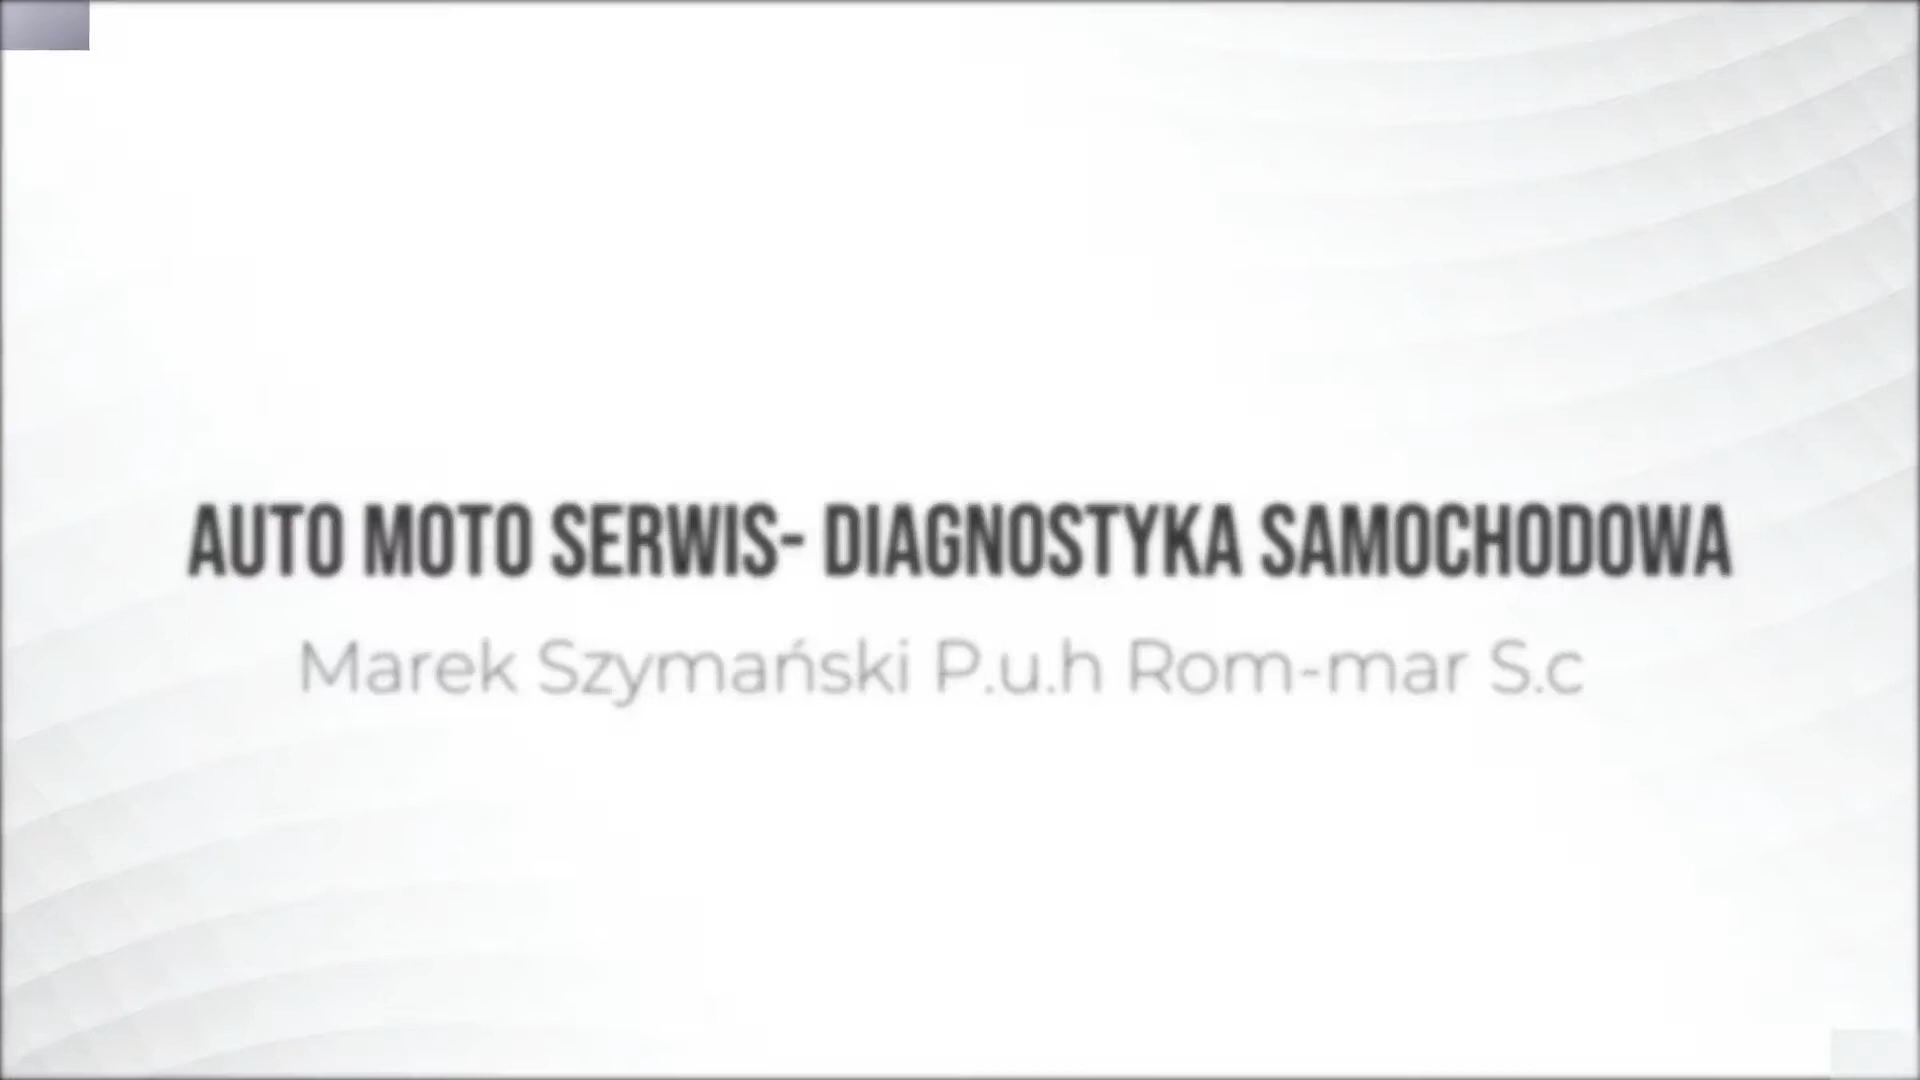 AUTO MOTO SERWIS- DIAGNOSTYKA SAMOCHODOWA
Marek Szymański P.u.h Rom-mar S.c